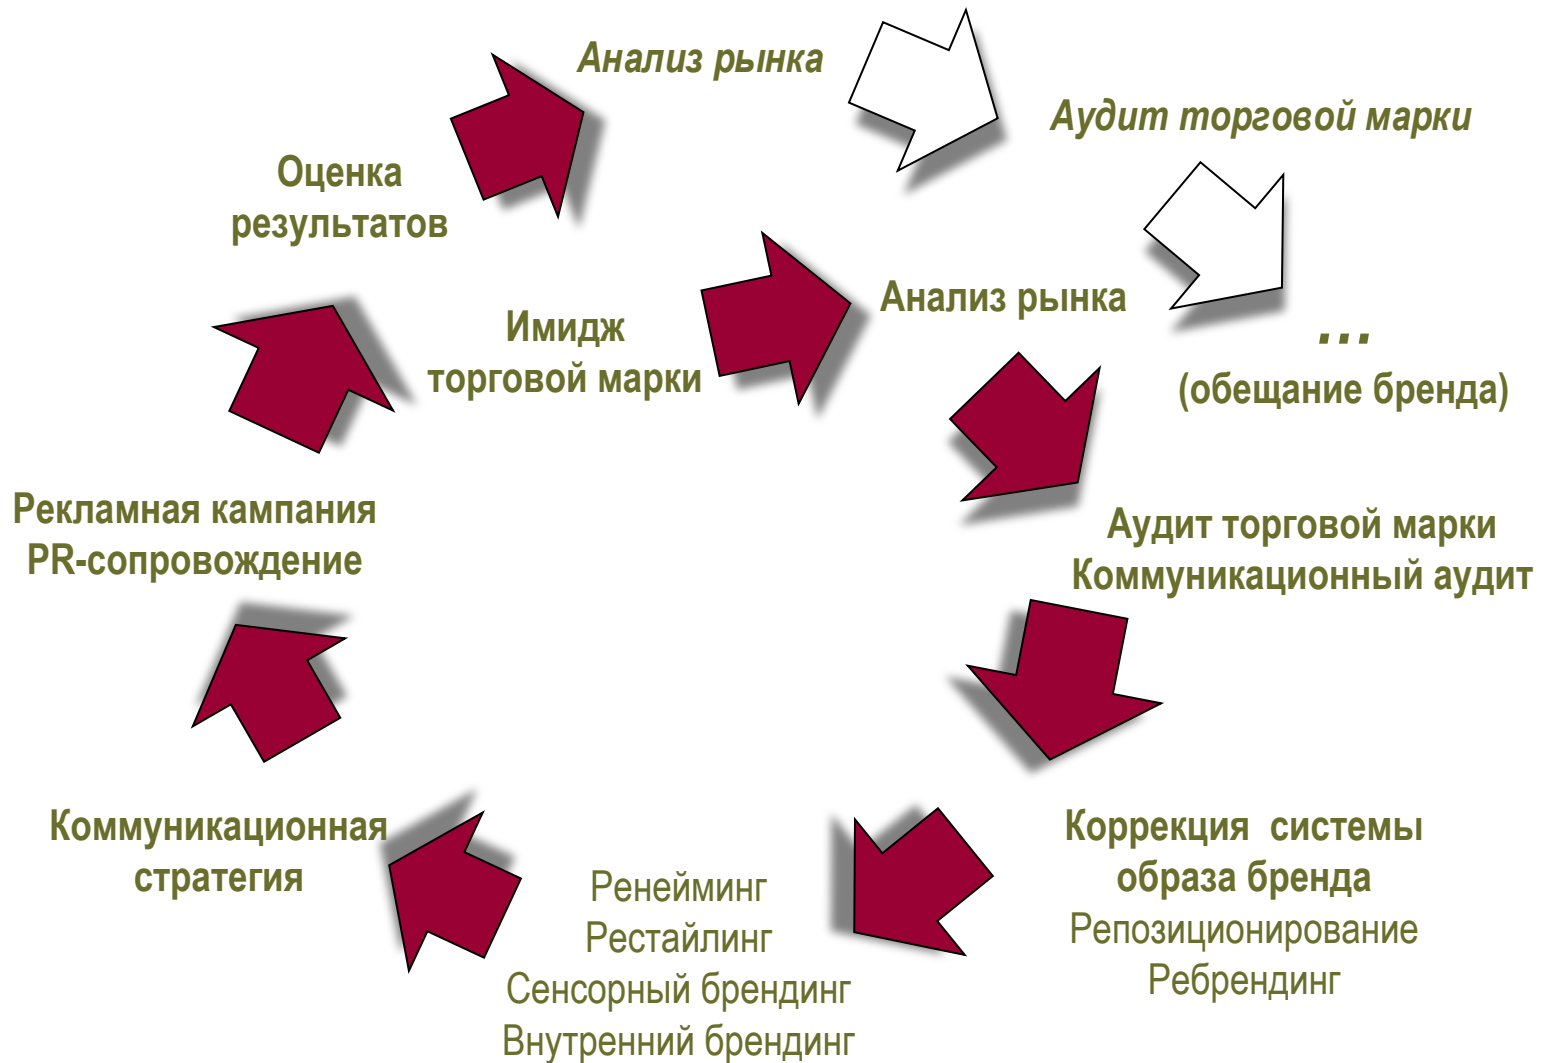 Анализ рынка
Аудит торговой марки
Оценка
результатов
Анализ рынка
Имидж
торговой марки
...
(обещание бренда)
Рекламная кампания
PR-сопровождение
Аудит торговой марки
Коммуникационный аудит
Коммуникационная
стратегия
Ренейминг
Рестайлинг
Сенсорный брендинг
Внутренний брендинг
Коррекция системы
образа бренда
Репозиционирование
Ребрендинг